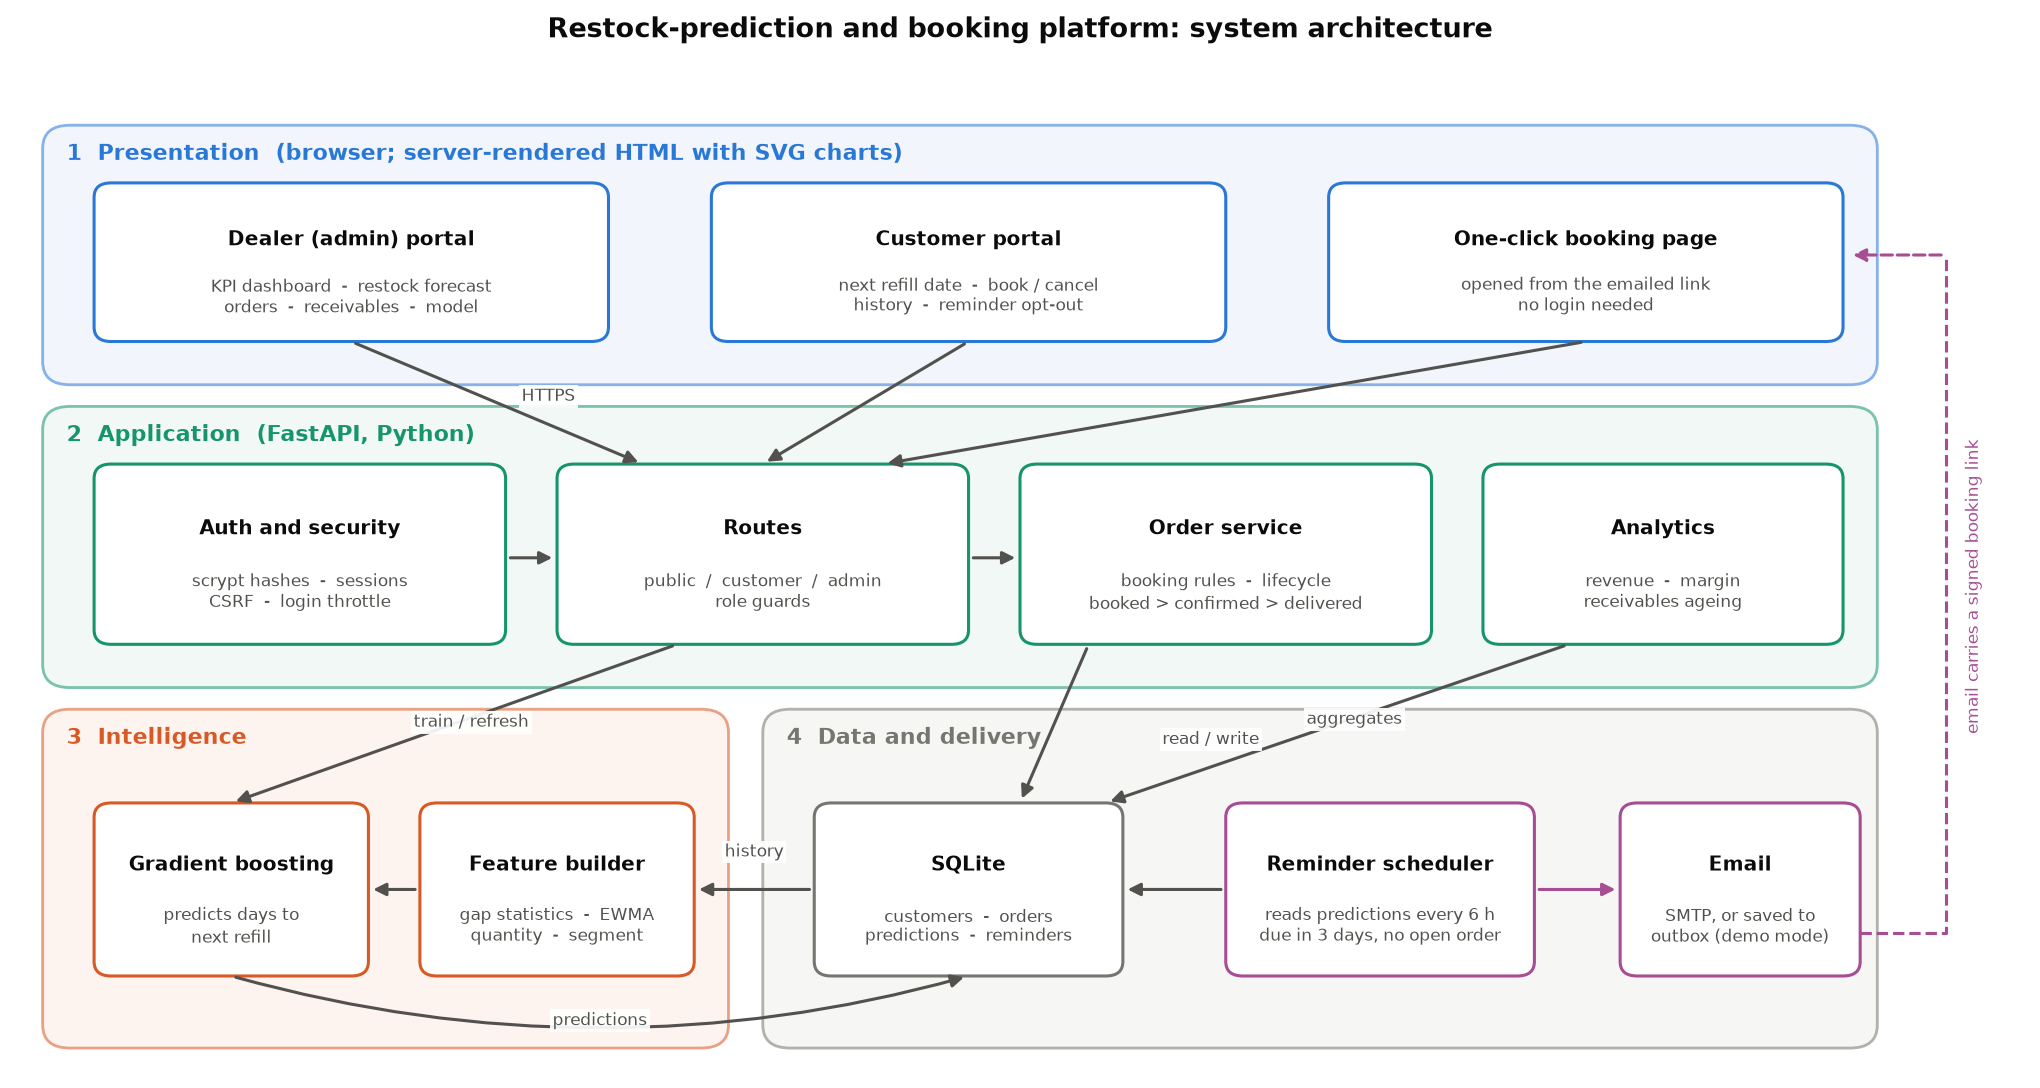 Restock-prediction and booking platform: system architecture
1  Presentation  (browser; server-rendered HTML with SVG charts)
Dealer (admin) portal
KPI dashboard  -  restock forecast
orders  -  receivables  -  model
Customer portal
next refill date  -  book / cancel
history  -  reminder opt-out
One-click booking page
opened from the emailed link
no login needed
HTTPS
2  Application  (FastAPI, Python)
Auth and security
scrypt hashes  -  sessions
CSRF  -  login throttle
Routes
public  /  customer  /  admin
role guards
Order service
booking rules  -  lifecycle
booked > confirmed > delivered
Analytics
revenue  -  margin
receivables ageing
email carries a signed booking link
train / refresh
aggregates
read / write
3  Intelligence
Gradient boosting
predicts days to
next refill
Feature builder
gap statistics  -  EWMA
quantity  -  segment
history
predictions
4  Data and delivery
SQLite
customers  -  orders
predictions  -  reminders
Reminder scheduler
reads predictions every 6 h
due in 3 days, no open order
Email
SMTP, or saved to
outbox (demo mode)